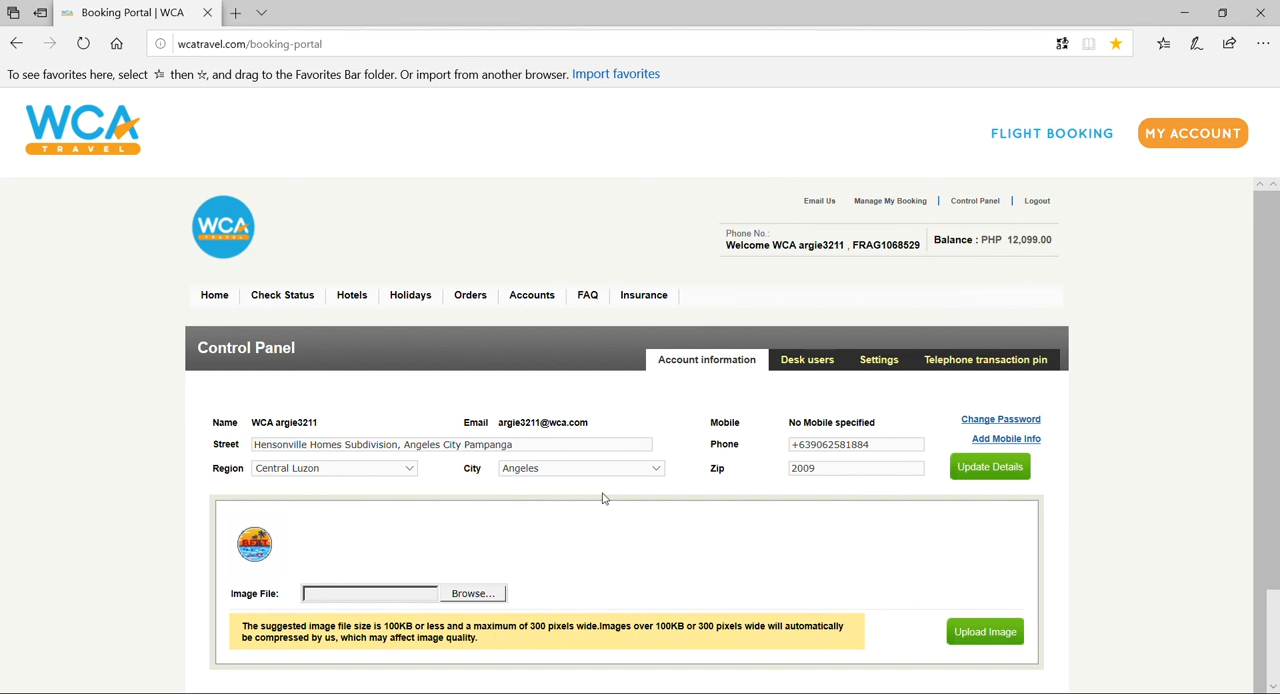 Booking Portal | WCA
wcatravel.com/booking-portal
To see favorites here, select then, and drag to the Favorites Bar folder. Or import from another browser. Import favorites
WCA
TRAVEL
FLIGHT BOOKING MY ACCOUNT
WCA
TRAVEL
Email Us Manage My Booking | Control Panel | Logout
Phone No.:
Welcome WCA argie3211 , FRAG1068529
Balance : PHP 12,099.00
Home Check Status Hotels Holidays Orders Accounts FAQ Insurance
Control Panel
Account information Desk users Settings Telephone transaction pin
Name WCA argie3211 Email argie3211@wca.com Mobile No Mobile specified Change Password
Street Hensonville Homes Subdivision, Angeles City Pampanga Phone +639062581884 Add Mobile Info
Region Central Luzon City Angeles Zip 2009 Update Details
Image File: Browse...
The suggested image file size is 100KB or less and a maximum of 300 pixels wide.Images over 100KB or 300 pixels wide will automatically
be compressed by us, which may affect image quality.
Upload Image